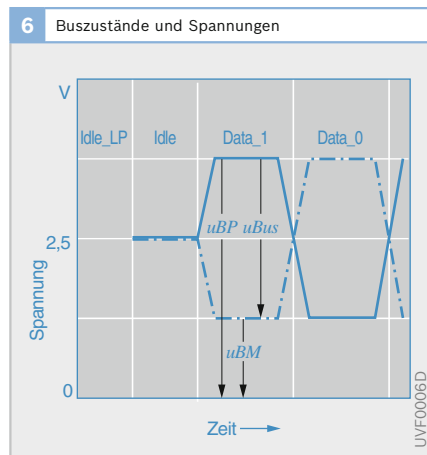 6 Buszustände und Spannungen
V
Idle_LP Idle Data_1 Data_0
uBP uBus
2,5
Spannung
uBM
0
Zeit
UVF0006D